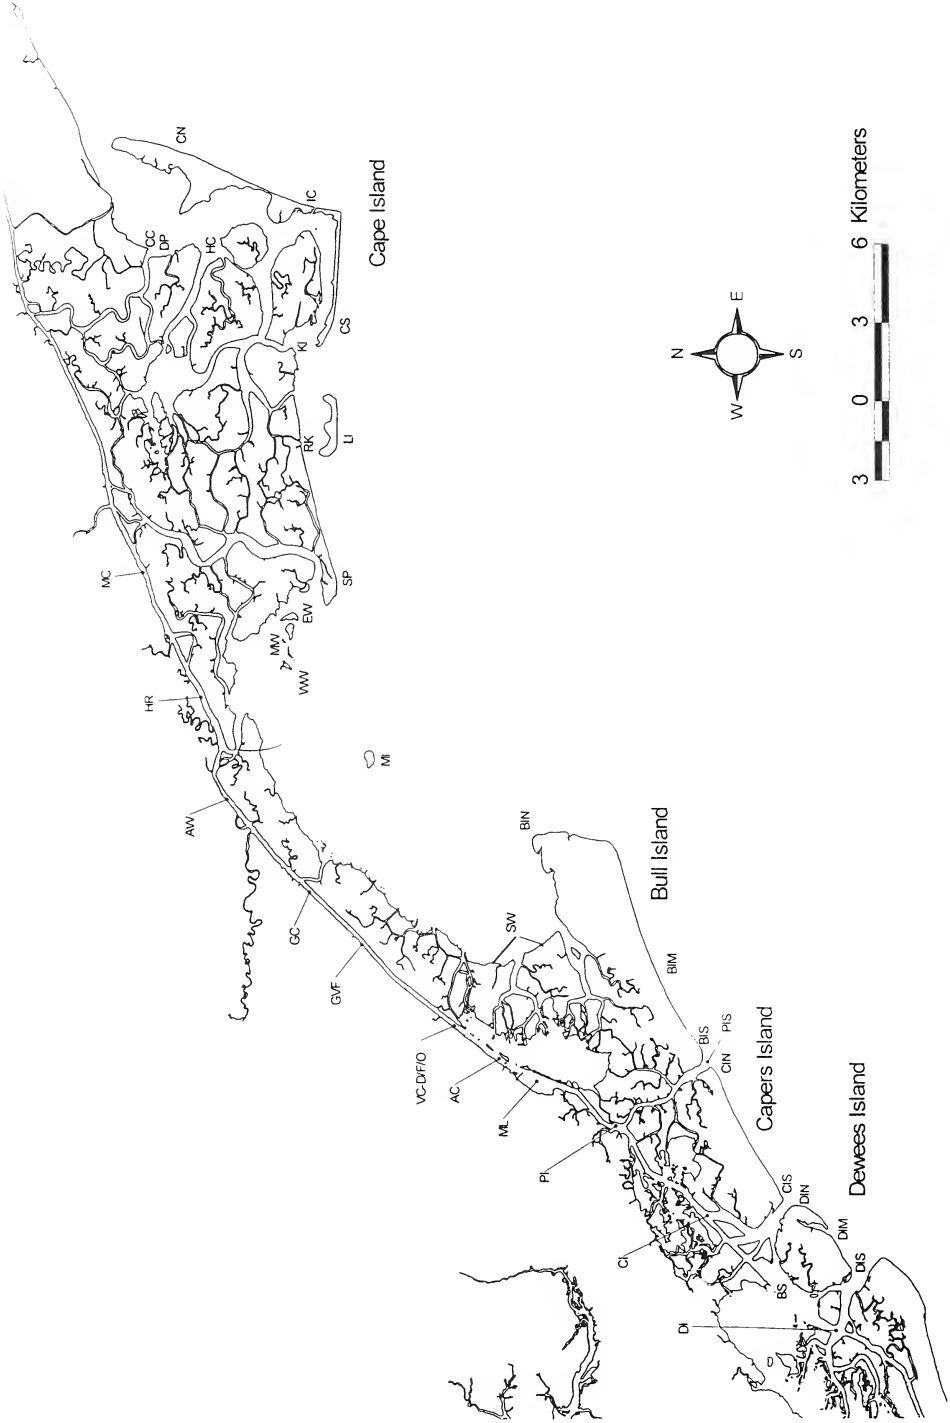 CN
IC
Cape Island
CC
DP
HC
CS
KI
RK
LI
MC
SP
EW
MW
WW
HR
MI
AW
GC
GVF
VC-D/F/O
AC
ML
PI
SW
BIN
Bull Island
BIM
BIS
PIS
CIN
Capers Island
CIS
DIN
Dewees Island
DIM
DIS
CI
BS
DI
N
E
S
W
3 0 3 6 Kilometers